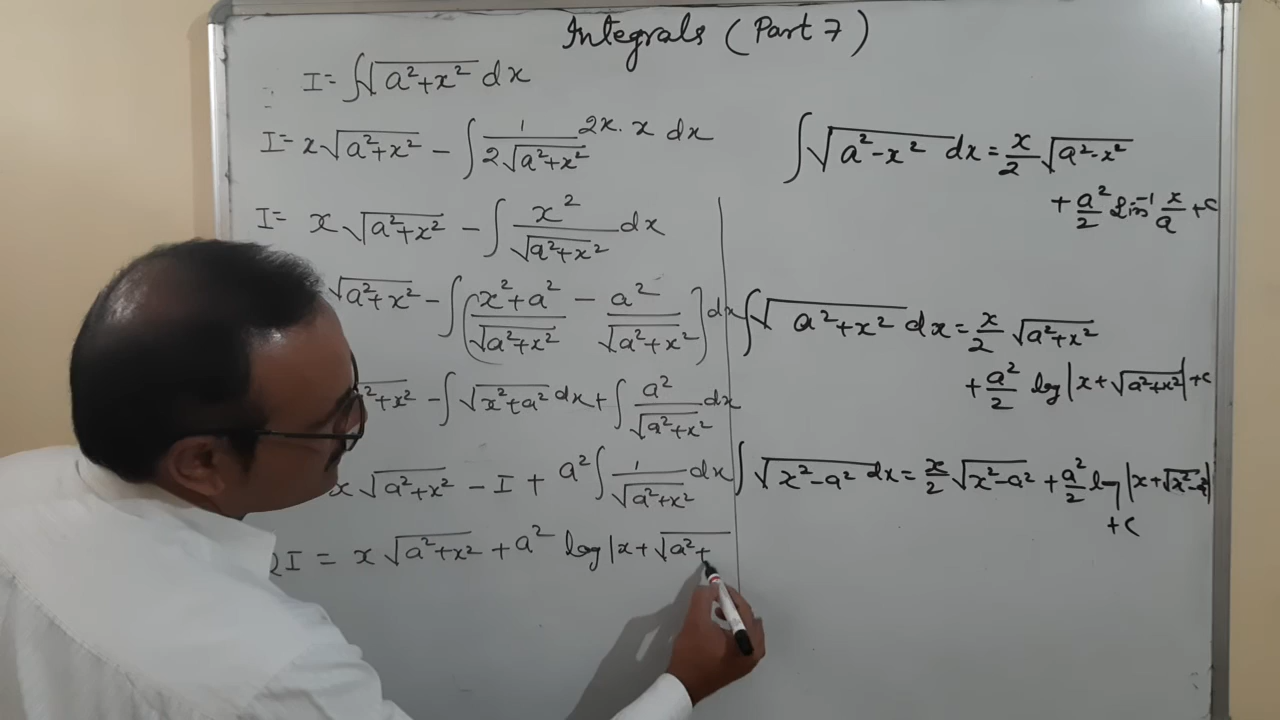 Integrals (Part 7)
I = ∫√(a²+x²) dx
I = x√(a²+x²) − ∫ 1/(2√(a²+x²)) 2x. x dx
I = x√(a²+x²) − ∫ x²/√(a²+x²) dx
√(a²+x²) − ∫((x²+a²)/√(a²+x²) − a²/√(a²+x²)) dx
²+x² − ∫√(x²+a²) dx + ∫ a²/√(a²+x²) dx
x√(a²+x²) − I + a²∫ 1/√(a²+x²) dx
2I = x√(a²+x²) + a² log|x+√(a²+
∫√(a²−x²) dx = x/2 √(a²−x²)
+ a²/2 sin⁻¹ x/a + c
∫√(a²+x²) dx = x/2 √(a²+x²)
+ a²/2 log|x+√(a²+x²)|+c
∫√(x²−a²) dx = x/2 √(x²−a²) + a²/2 log|x+√(x²−a²)|
+c